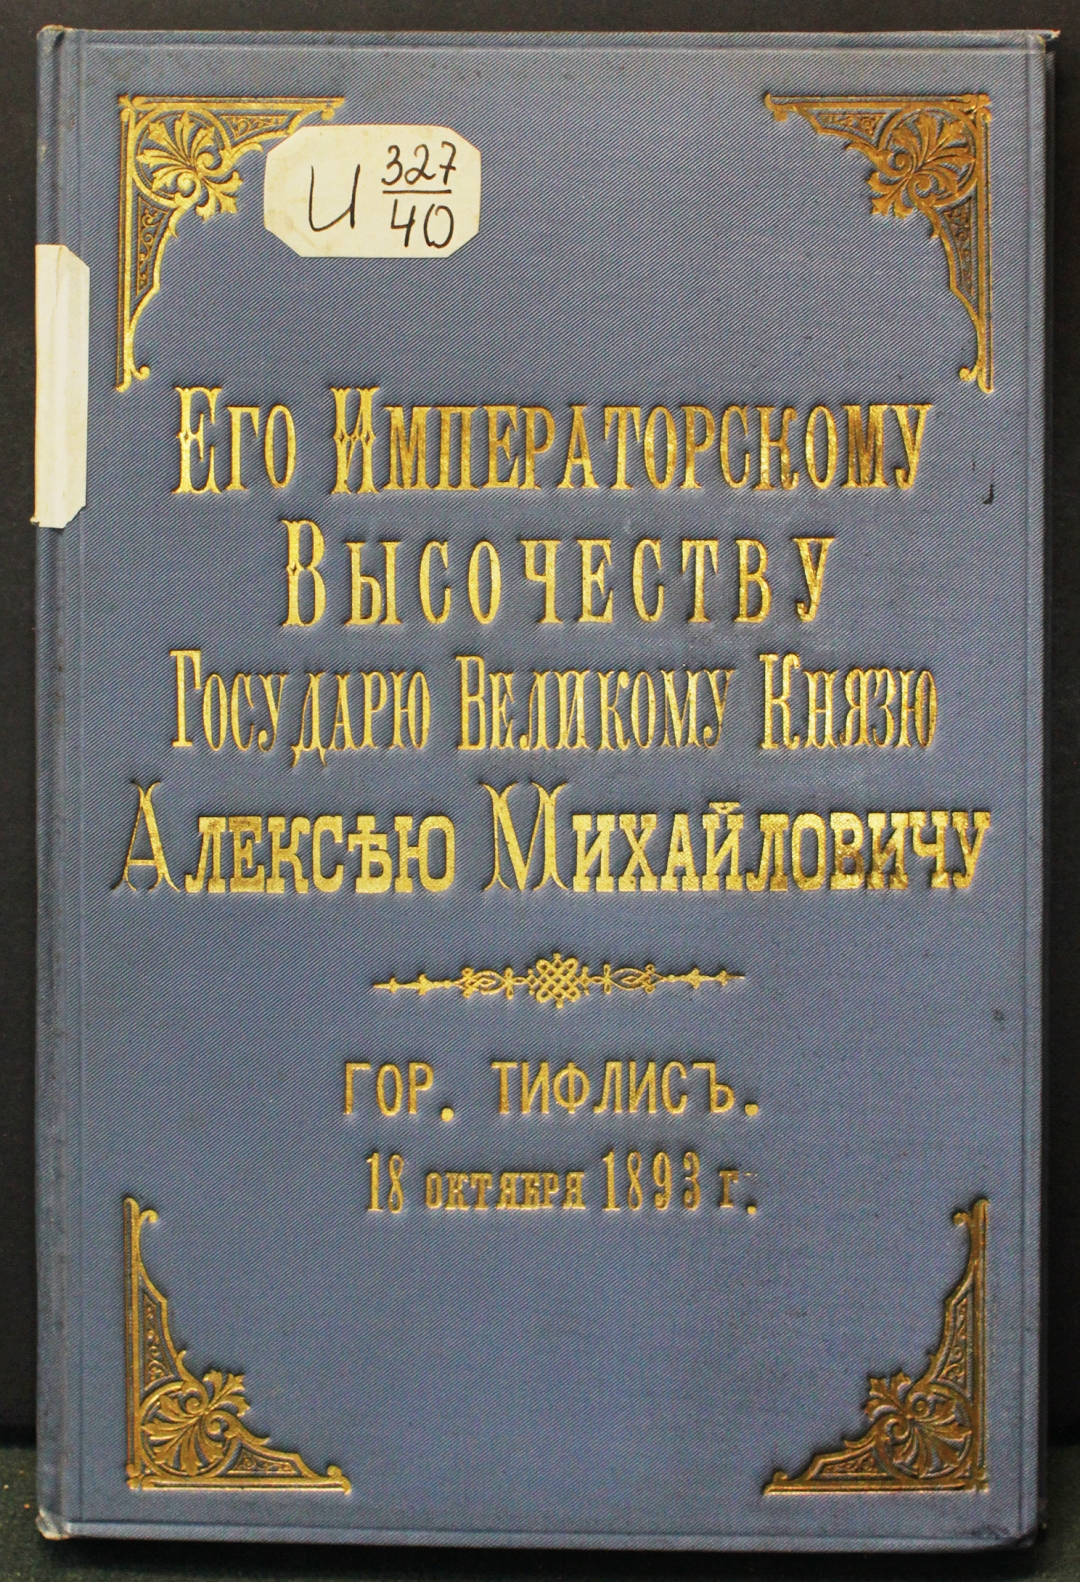 И 327/40
Его Императорскому
Высочеству
Государю Великому Князю
Алексѣю Михайловичу
гор. Тифлисъ.
18 октября 1893 г.